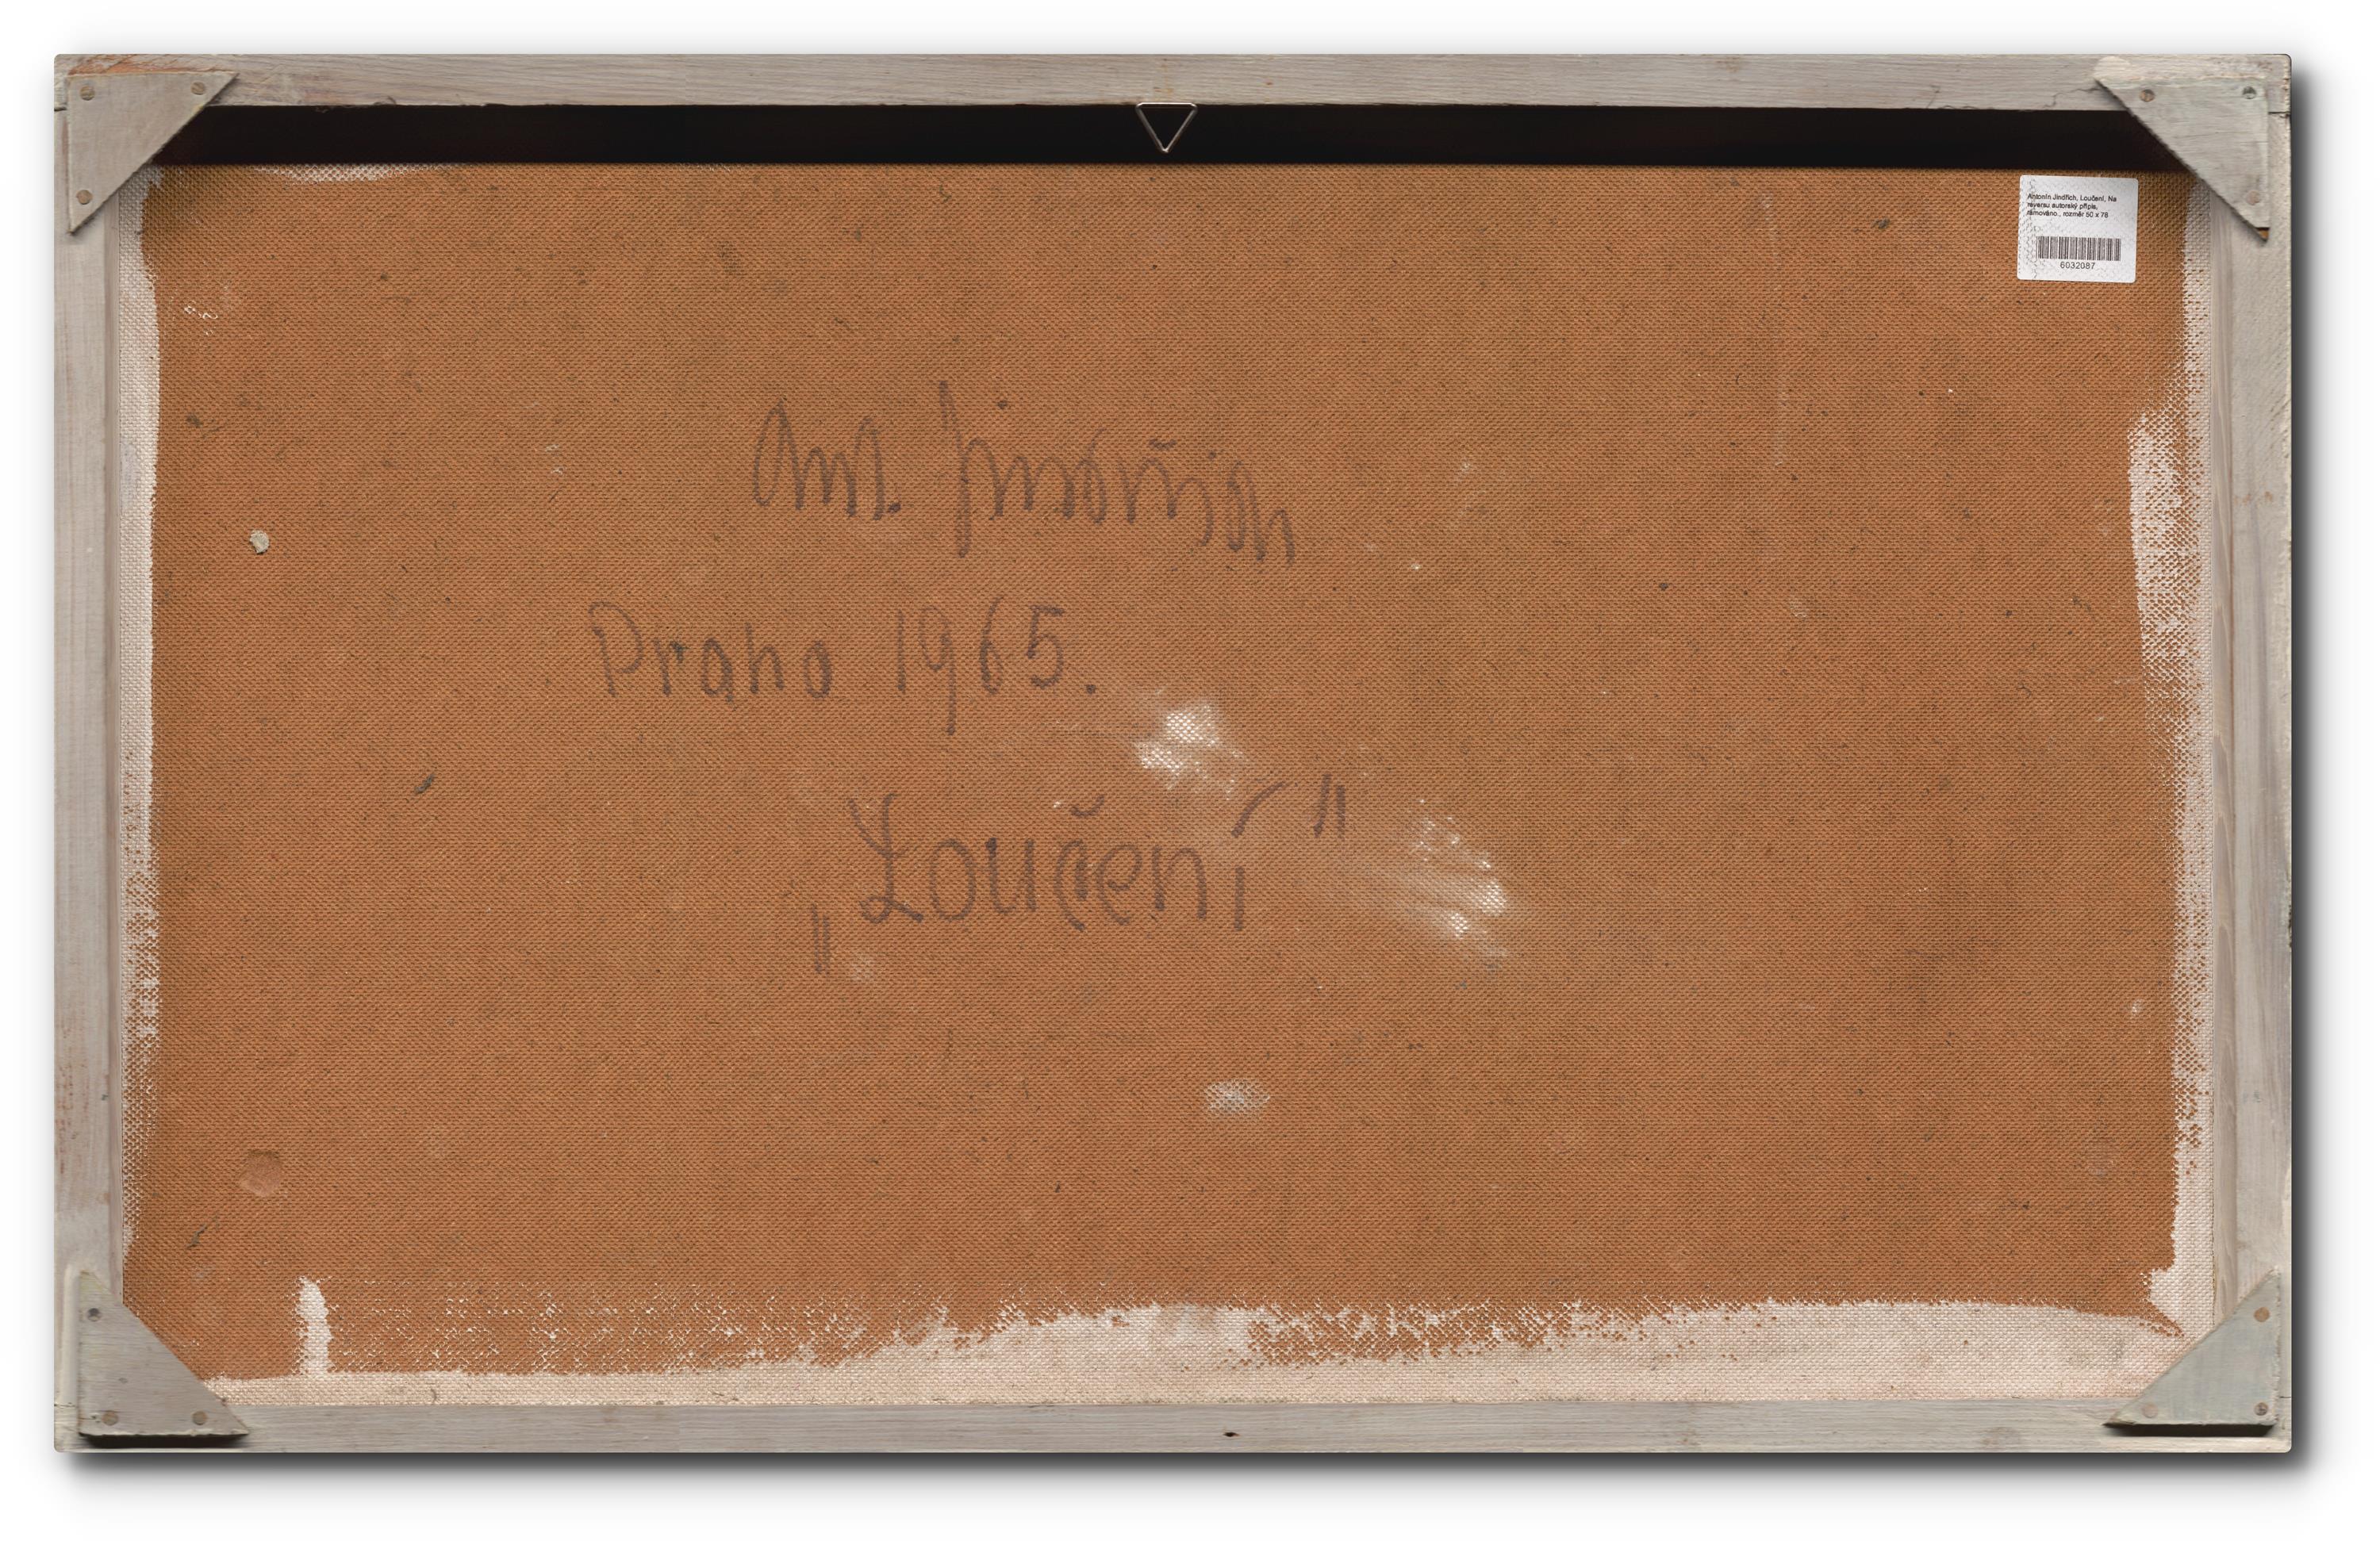 Antonín Jindřich, Loučení, Na
reversu autorský přípis,
rámováno., rozměr 50 x 78
6032087
Ant. Jindřich
Praha 1965.
„Loučení"